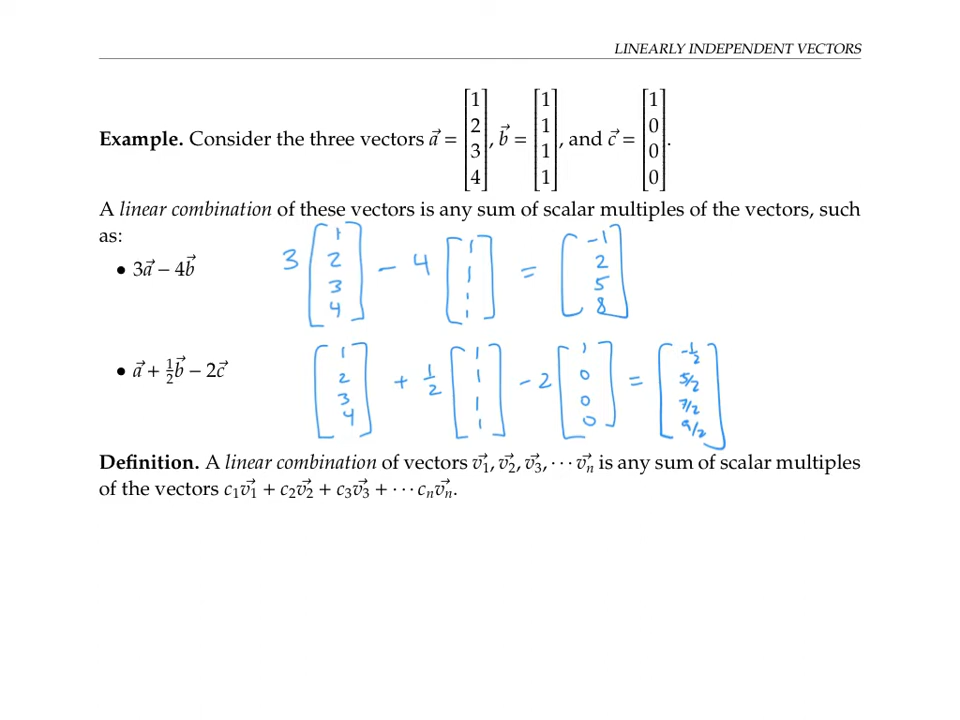 LINEARLY INDEPENDENT VECTORS
Example. Consider the three vectors a⃗ = [1 2 3 4], b⃗ = [1 1 1 1], and c⃗ = [1 0 0 0].
A linear combination of these vectors is any sum of scalar multiples of the vectors, such
as:
• 3a⃗ − 4b⃗ 3 [1 2 3 4] − 4 [1 1 1 1] = [-1 2 5 8]
• a⃗ + ½b⃗ − 2c⃗ [1 2 3 4] + ½ [1 1 1 1] − 2 [1 0 0 0] = [-½ 5/2 7/2 9/2]
Definition. A linear combination of vectors v⃗₁, v⃗₂, v⃗₃, ··· v⃗ₙ is any sum of scalar multiples
of the vectors c₁v⃗₁ + c₂v⃗₂ + c₃v⃗₃ + ··· cₙv⃗ₙ.